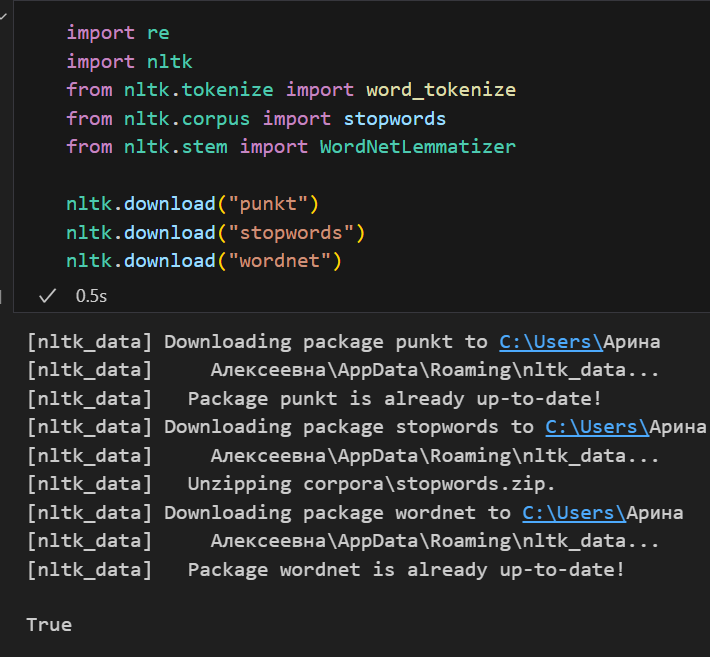 import re
import nltk
from nltk.tokenize import word_tokenize
from nltk.corpus import stopwords
from nltk.stem import WordNetLemmatizer

nltk.download("punkt")
nltk.download("stopwords")
nltk.download("wordnet")
0.5s
[nltk_data] Downloading package punkt to C:\Users\Арина
[nltk_data]     Алексеевна\AppData\Roaming\nltk_data...
[nltk_data]   Package punkt is already up-to-date!
[nltk_data] Downloading package stopwords to C:\Users\Арина
[nltk_data]     Алексеевна\AppData\Roaming\nltk_data...
[nltk_data]   Unzipping corpora\stopwords.zip.
[nltk_data] Downloading package wordnet to C:\Users\Арина
[nltk_data]     Алексеевна\AppData\Roaming\nltk_data...
[nltk_data]   Package wordnet is already up-to-date!

True